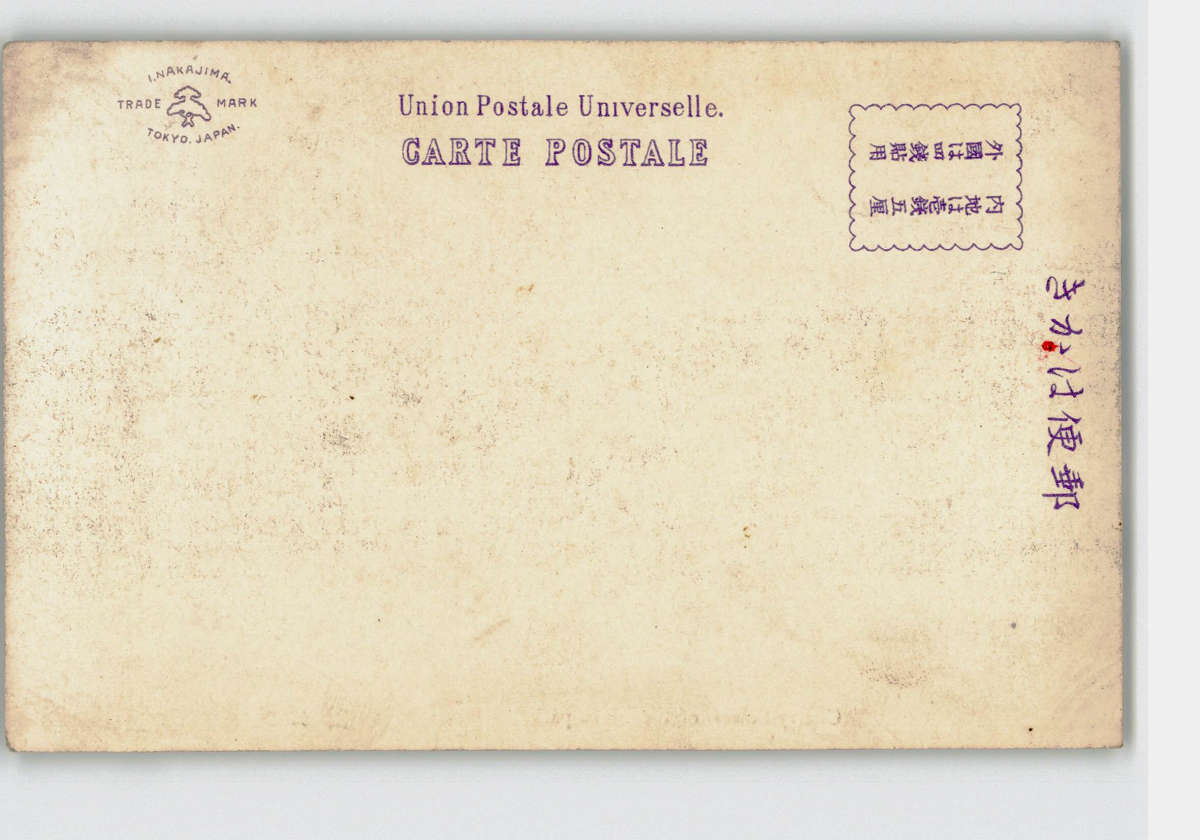 I. NAKAJIMA.
TRADE MARK
TOKYO. JAPAN.
Union Postale Universelle.
CARTE POSTALE
内地は壱錢五厘
外國は四錢貼用
きかは便郵